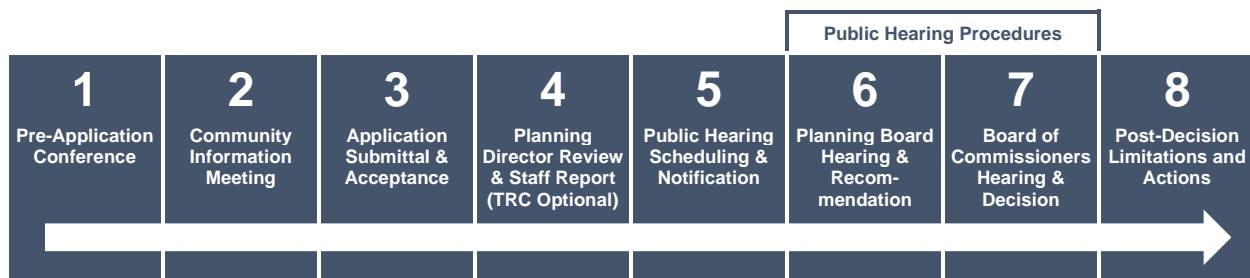 Public Hearing Procedures
1
Pre-Application
Conference
2
Community
Information
Meeting
3
Application
Submittal &
Acceptance
4
Planning
Director Review
& Staff Report
(TRC Optional)
5
Public Hearing
Scheduling &
Notification
6
Planning Board
Hearing &
Recom-
mendation
7
Board of
Commissioners
Hearing &
Decision
8
Post-Decision
Limitations and
Actions